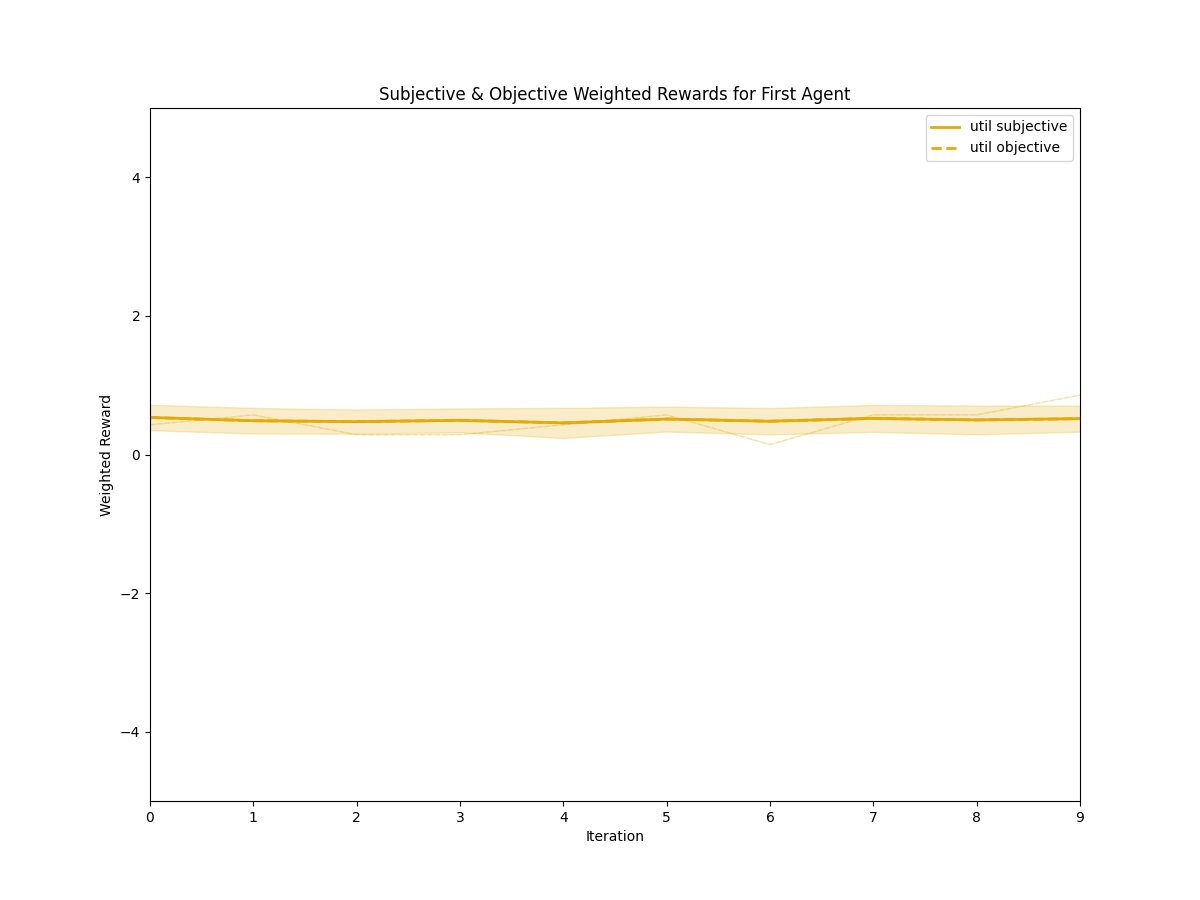 Subjective & Objective Weighted Rewards for First Agent
util subjective
util objective
4
2
0
−2
−4
Weighted Reward
0 1 2 3 4 5 6 7 8 9
Iteration